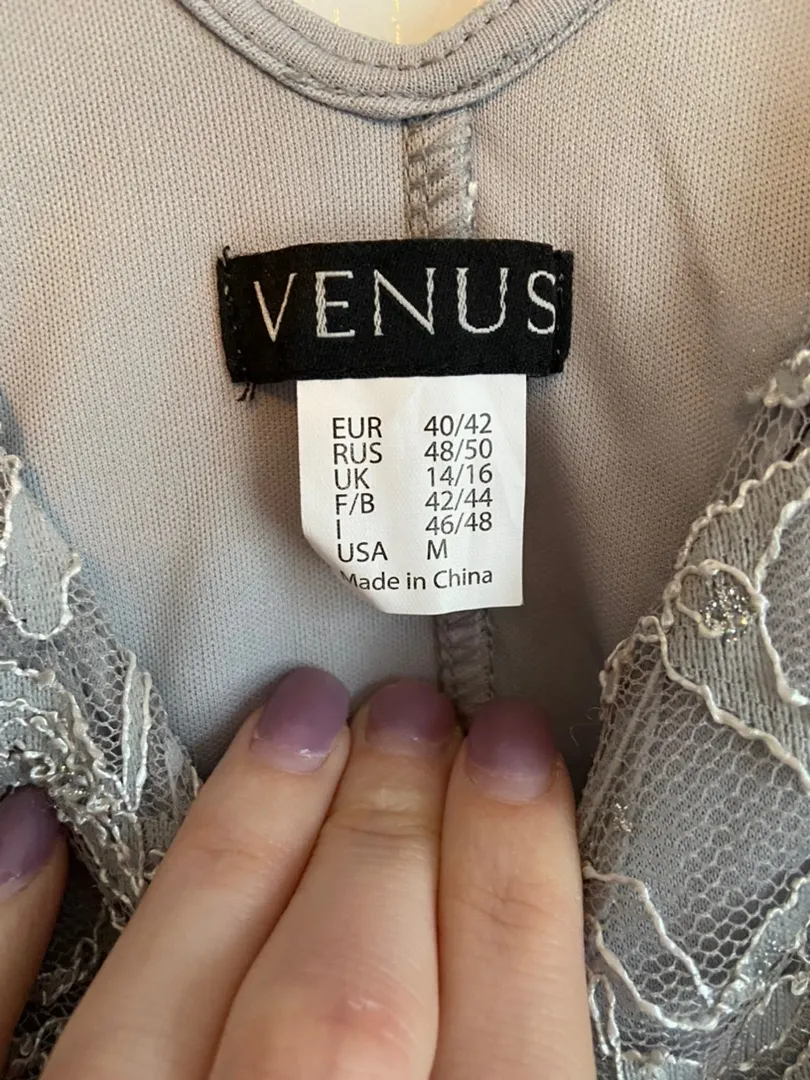 VENUS
EUR 40/42
RUS 48/50
UK 14/16
F/B 42/44
I 46/48
USA M
Made in China